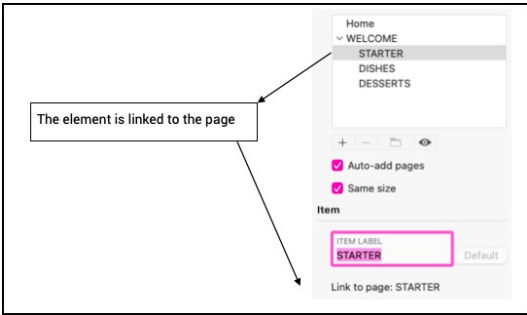 Home
WELCOME
STARTER
DISHES
DESSERTS
The element is linked to the page
Auto-add pages
Same size
Item
ITEM LABEL
STARTER
Default
Link to page: STARTER